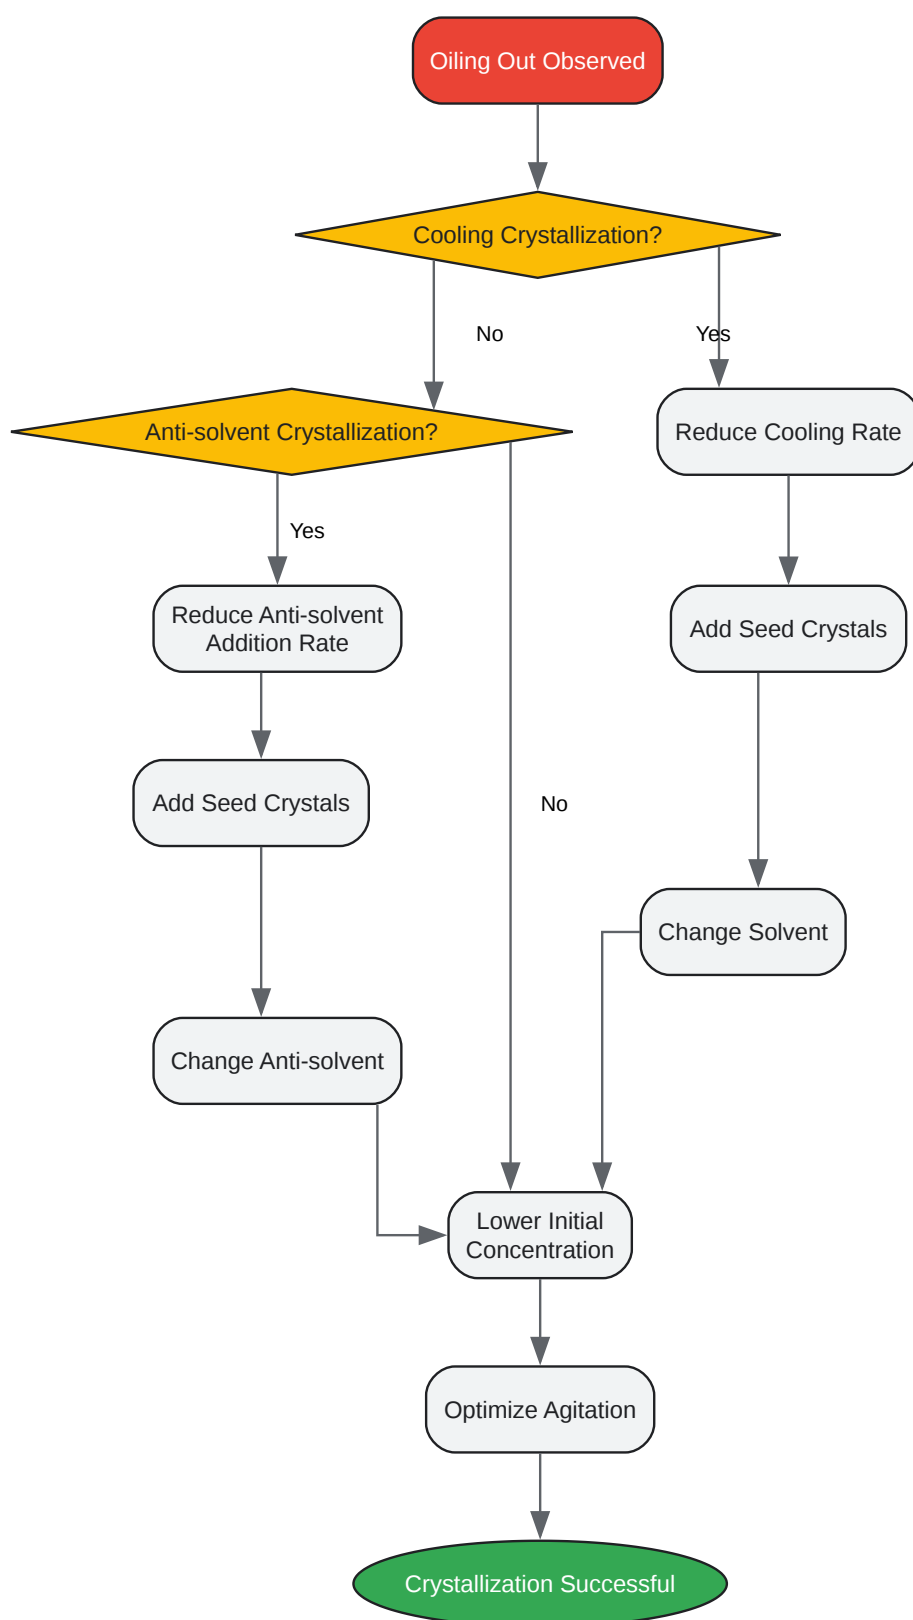 Oiling Out Observed
Cooling Crystallization?
No
Yes
Anti-solvent Crystallization?
Reduce Cooling Rate
Yes
Reduce Anti-solvent
Addition Rate
Add Seed Crystals
Add Seed Crystals
No
Change Solvent
Change Anti-solvent
Lower Initial
Concentration
Optimize Agitation
Crystallization Successful